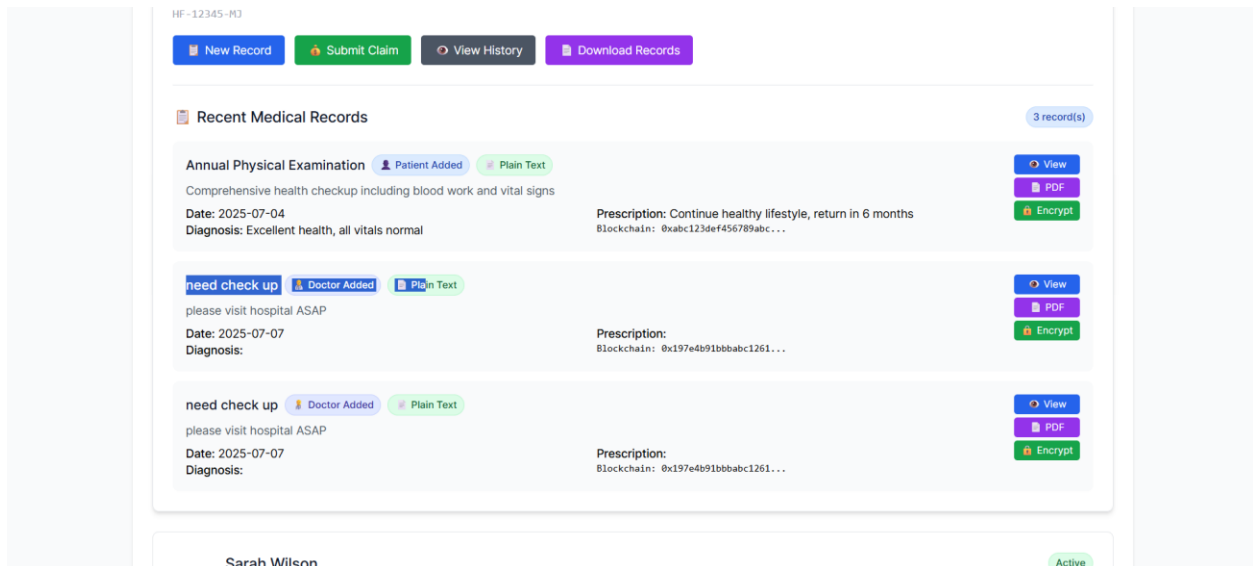 HF-12345-MJ
New Record Submit Claim View History Download Records
Recent Medical Records 3 record(s)
Annual Physical Examination Patient Added Plain Text View
Comprehensive health checkup including blood work and vital signs PDF
Date: 2025-07-04 Prescription: Continue healthy lifestyle, return in 6 months Encrypt
Diagnosis: Excellent health, all vitals normal Blockchain: 0xabc123def456789abc...
need check up Doctor Added Plain Text View
please visit hospital ASAP PDF
Date: 2025-07-07 Prescription: Encrypt
Diagnosis: Blockchain: 0x197e4b91bbbabc1261...
need check up Doctor Added Plain Text View
please visit hospital ASAP PDF
Date: 2025-07-07 Prescription: Encrypt
Diagnosis: Blockchain: 0x197e4b91bbbabc1261...
Sarah Wilson Active